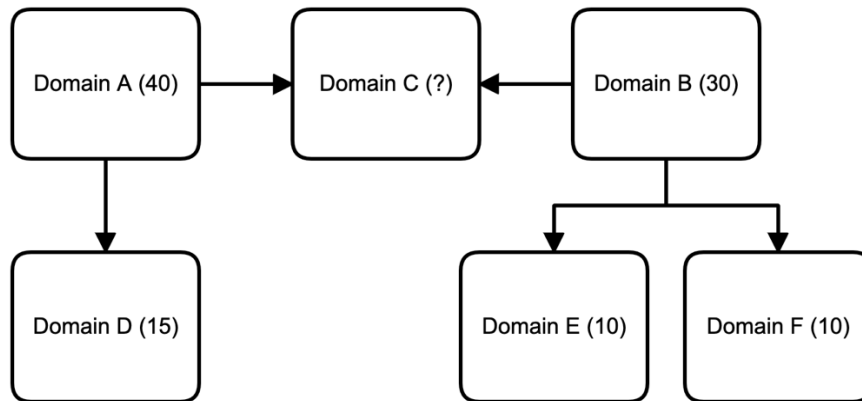 Domain A (40)
Domain C (?)
Domain B (30)
Domain D (15)
Domain E (10)
Domain F (10)